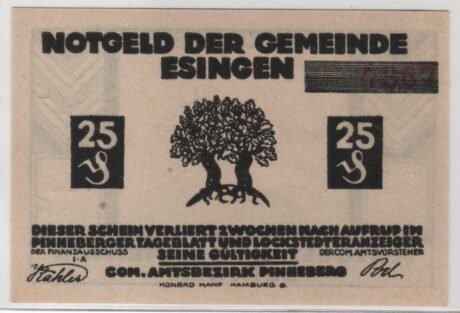 NOTGELD DER GEMEINDE
ESINGEN
25
25
DIESER SCHEIN VERLIERT 2 WOCHEN NACH AUFRUF IM
PINNEBERGER TAGEBLATT UND LOCKSTEDTER ANZEIGER
DER FINANZAUSSCHUSS SEINE GÜLTIGKEIT DER COM. AMTSVORSTEHER
I.A
COM. AMTSBEZIRK PINNEBERG
KONRAD HANF HAMBURG 8.